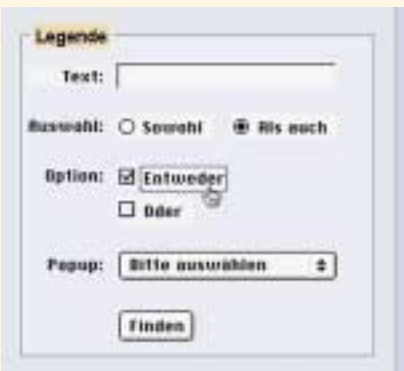 Legende
Text:
Auswahl: Sowohl Als auch
Option: Entweder
Oder
Popup: Bitte auswählen
Finden